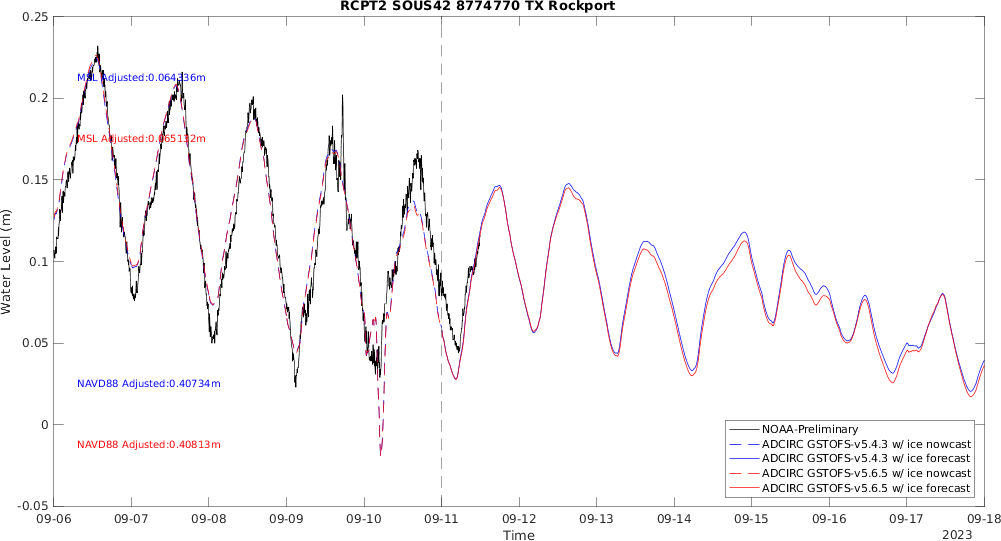 RCPT2 SOUS42 8774770 TX Rockport
0.25
0.2
0.15
0.1
0.05
0
-0.05
Water Level (m)
MSL Adjusted:0.064336m
MSL Adjusted:0.065152m
NAVD88 Adjusted:0.40734m
NAVD88 Adjusted:0.40813m
NOAA-Preliminary
ADCIRC GSTOFS-v5.4.3 w/ ice nowcast
ADCIRC GSTOFS-v5.4.3 w/ ice forecast
ADCIRC GSTOFS-v5.6.5 w/ ice nowcast
ADCIRC GSTOFS-v5.6.5 w/ ice forecast
09-06 09-07 09-08 09-09 09-10 09-11 09-12 09-13 09-14 09-15 09-16 09-17 09-18
Time
2023